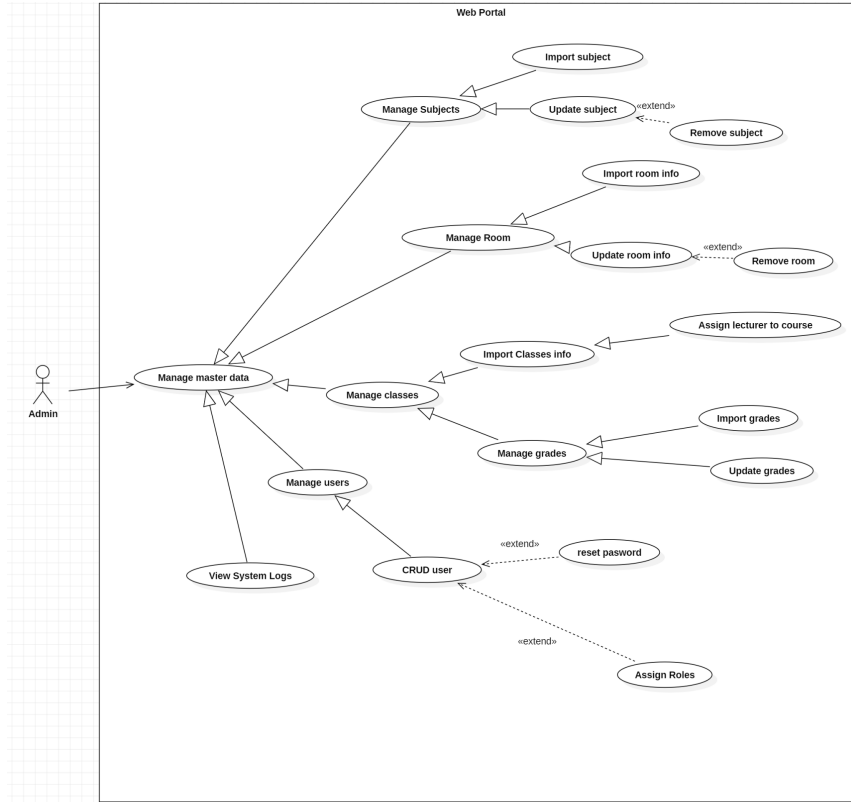 Web Portal
Import subject
Manage Subjects
Update subject
«extend»
Remove subject
Import room info
Manage Room
Update room info
«extend»
Remove room
Assign lecturer to course
Import Classes info
Manage master data
Manage classes
Admin
Import grades
Manage grades
Update grades
Manage users
«extend»
reset pasword
View System Logs
CRUD user
«extend»
Assign Roles